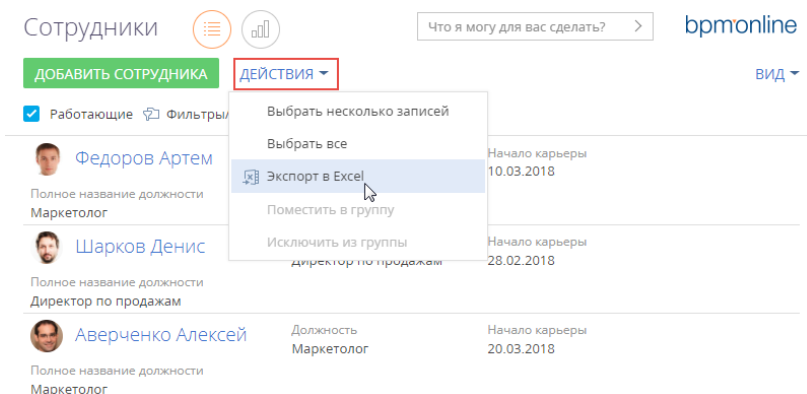 Сотрудники
Что я могу для вас сделать?
bpmonline
ДОБАВИТЬ СОТРУДНИКА ДЕЙСТВИЯ ВИД
Работающие Фильтры
Выбрать несколько записей
Выбрать все
Экспорт в Excel
Поместить в группу
Исключить из группы
Федоров Артем
Начало карьеры
10.03.2018
Полное название должности
Маркетолог
Шарков Денис
Начало карьеры
Директор по продажам 28.02.2018
Полное название должности
Директор по продажам
Аверченко Алексей
Должность Начало карьеры
Маркетолог 20.03.2018
Полное название должности
Маркетолог